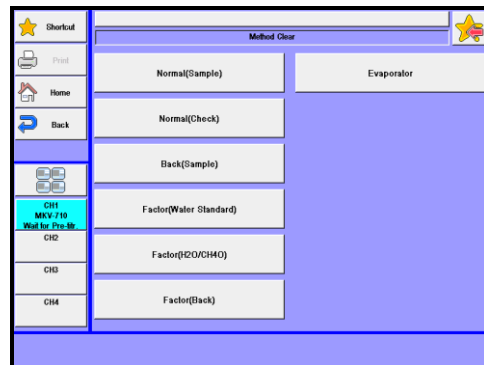 Shortcut
Print
Home
Back
CH1
MKV-710
Wait for Pre-titr.
CH2
CH3
CH4
Method Clear
Normal(Sample)
Evaporator
Normal(Check)
Back(Sample)
Factor(Water Standard)
Factor(H2O/CH4O)
Factor(Back)